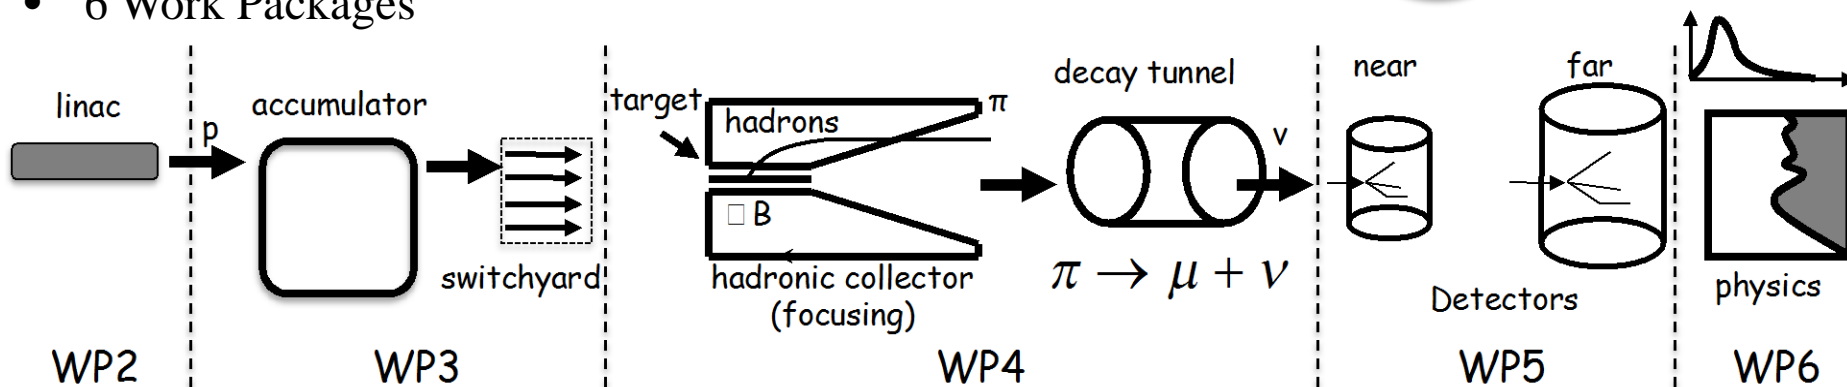 • 6 Work Packages
linac
p
accumulator
switchyard
target
hadrons
π
B
hadronic collector
(focusing)
decay tunnel
ν
π → μ + ν
near
far
Detectors
physics
WP2
WP3
WP4
WP5
WP6